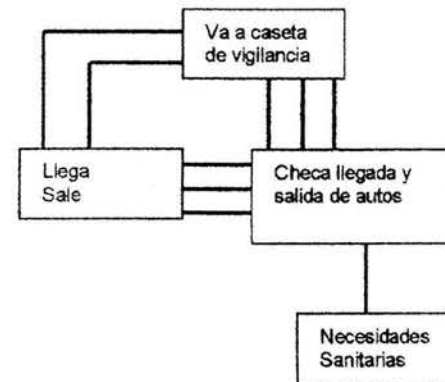 Va a caseta
de vigilancia
Llega
Sale
Checa llegada y
salida de autos
Necesidades
Sanitarias